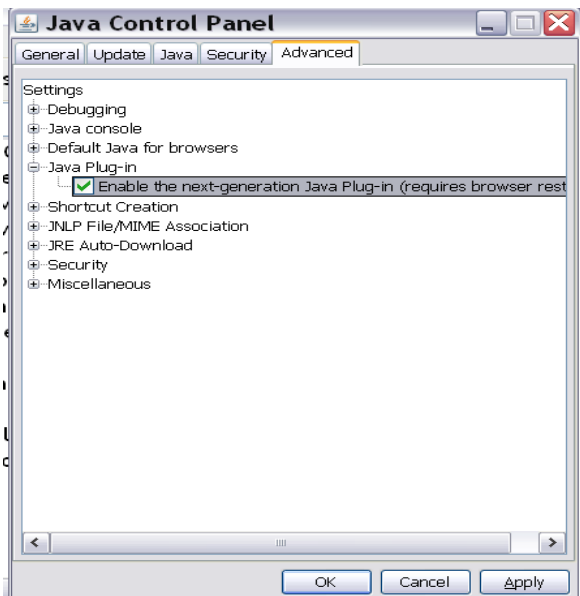 Java Control Panel
General Update Java Security Advanced
Settings
Debugging
Java console
Default Java for browsers
Java Plug-in
Enable the next-generation Java Plug-in (requires browser rest
Shortcut Creation
JNLP File/MIME Association
JRE Auto-Download
Security
Miscellaneous
OK Cancel Apply